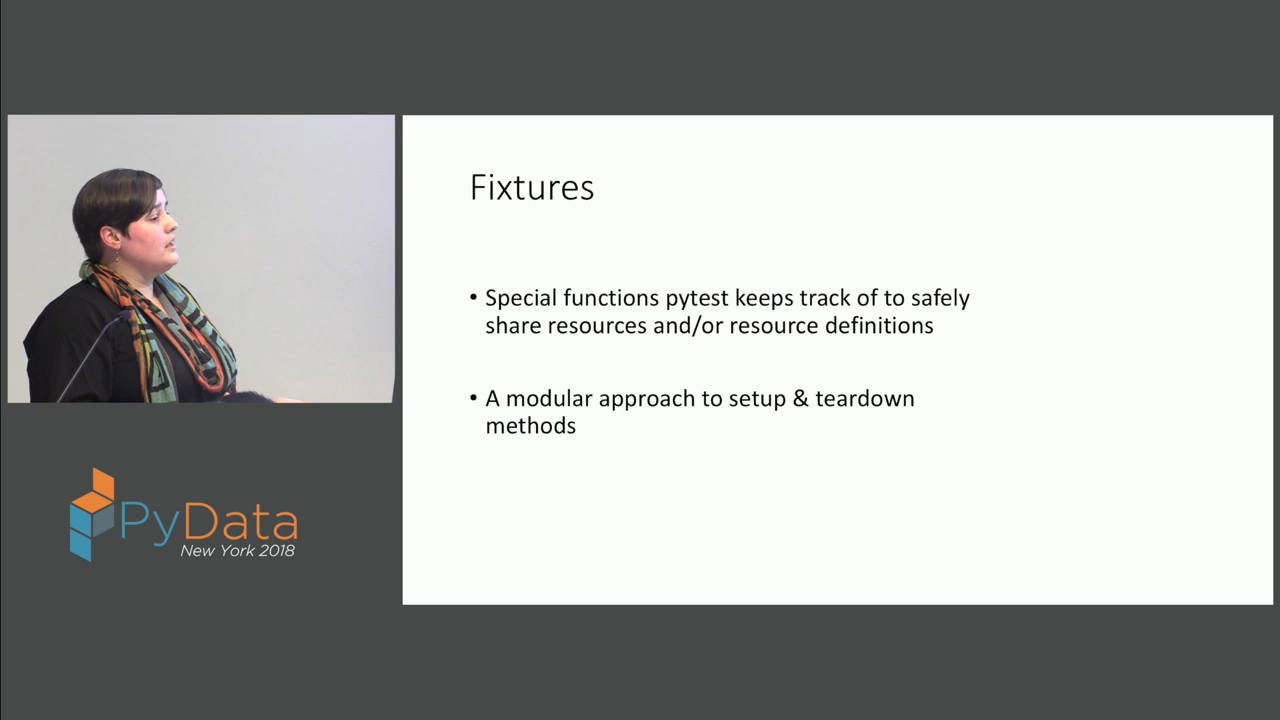 Fixtures
• Special functions pytest keeps track of to safely
share resources and/or resource definitions
• A modular approach to setup & teardown
methods
PyData
New York 2018